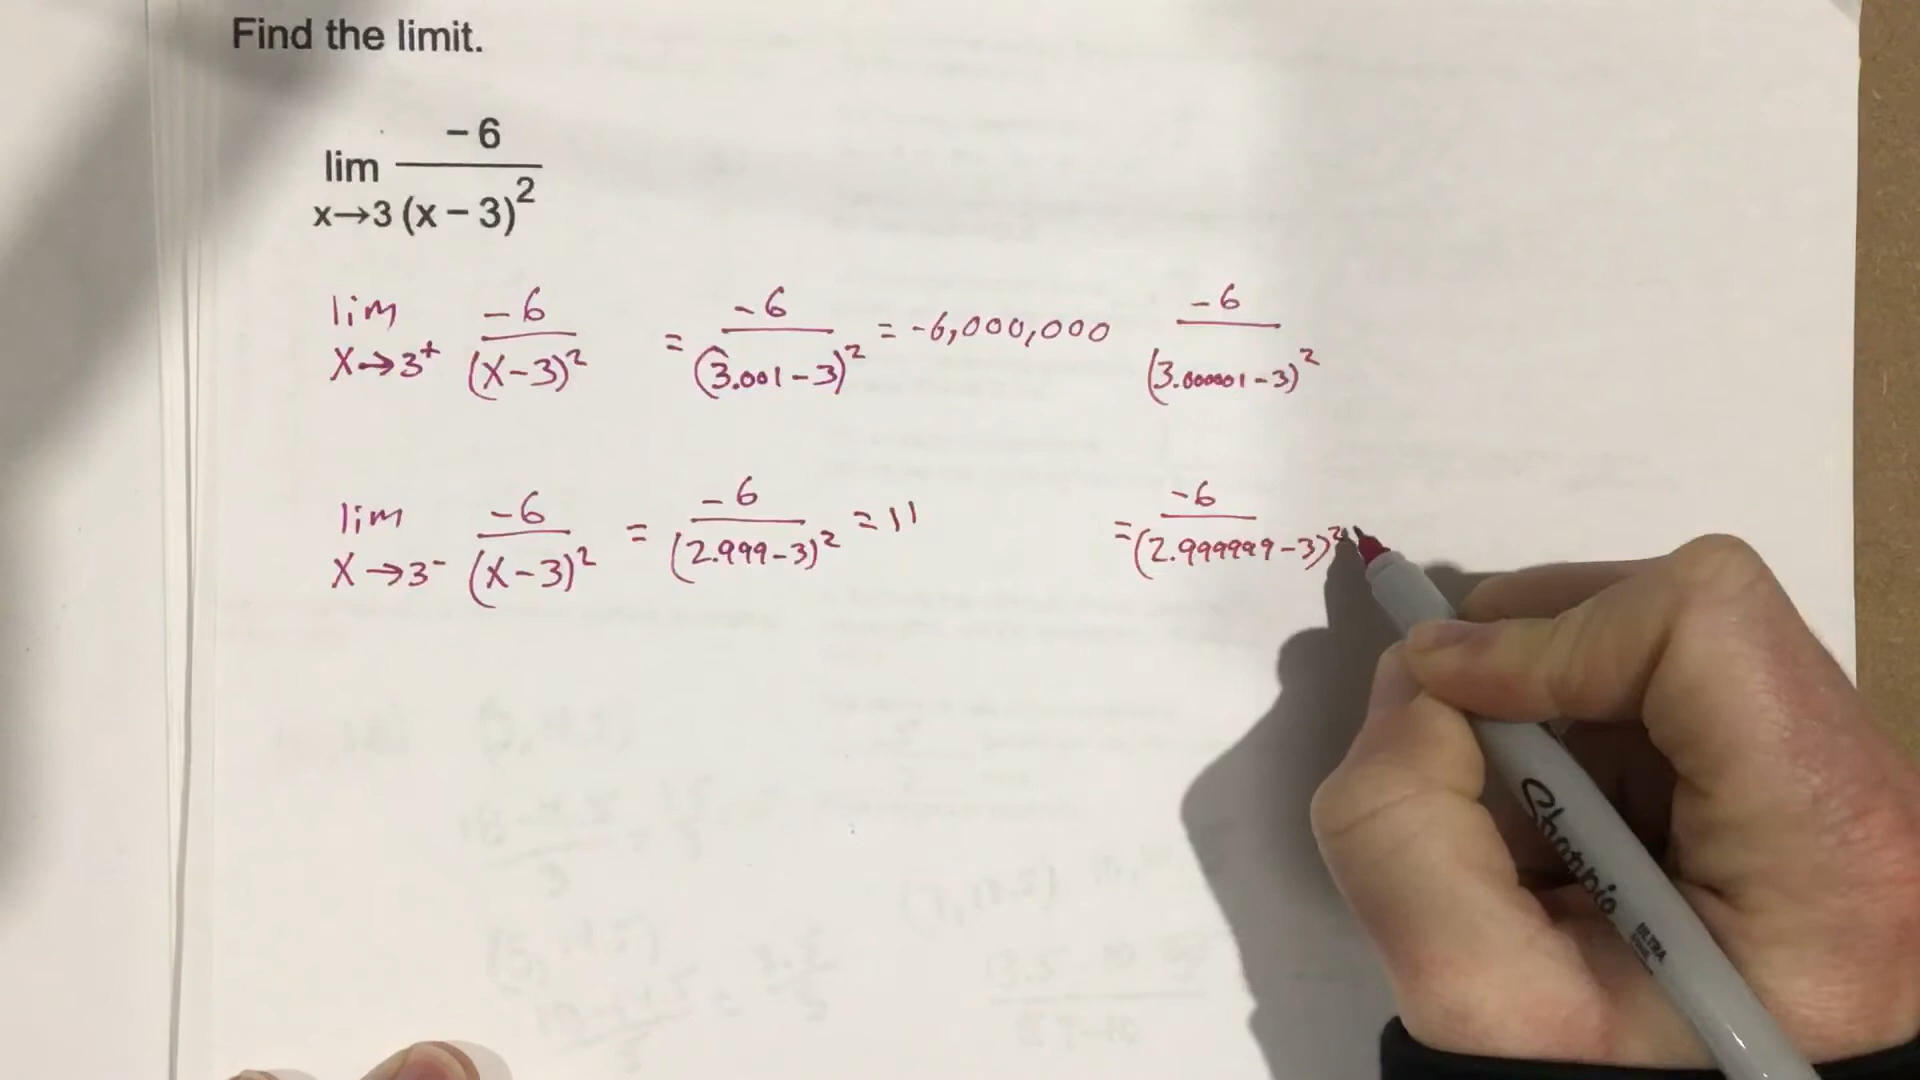 Find the limit.
lim -6
x→3 (x-3)²
lim -6 = -6 = -6,000,000 -6
X→3⁺ (X-3)² (3.001-3)² (3.000001-3)²
lim -6 = -6 = 11 = -6
X→3⁻ (X-3)² (2.999-3)² (2.999999-3)²
Sharpie
ULTRA